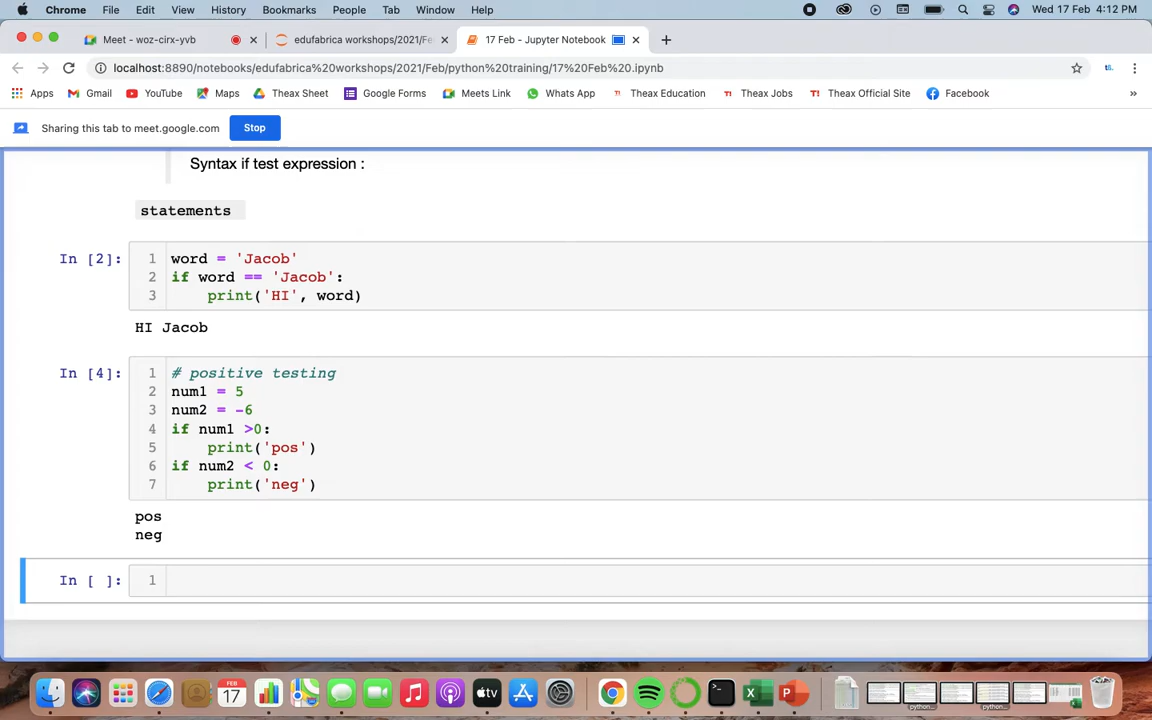 Chrome File Edit View History Bookmarks People Tab Window Help Wed 17 Feb 4:12 PM
Meet - woz-cirx-yvb edufabrica workshops/2021/Fe 17 Feb - Jupyter Notebook
localhost:8890/notebooks/edufabrica%20workshops/2021/Feb/python%20training/17%20Feb%20.ipynb
Apps Gmail YouTube Maps Theax Sheet Google Forms Meets Link Whats App Theax Education Theax Jobs Theax Official Site Facebook »
Sharing this tab to meet.google.com Stop
Syntax if test expression :
statements
In [2]: 1 word = 'Jacob'
2 if word == 'Jacob':
3 print('HI', word)
HI Jacob
In [4]: 1 # positive testing
2 num1 = 5
3 num2 = -6
4 if num1 >0:
5 print('pos')
6 if num2 < 0:
7 print('neg')
pos
neg
In [ ]: 1
FEB
17
tv